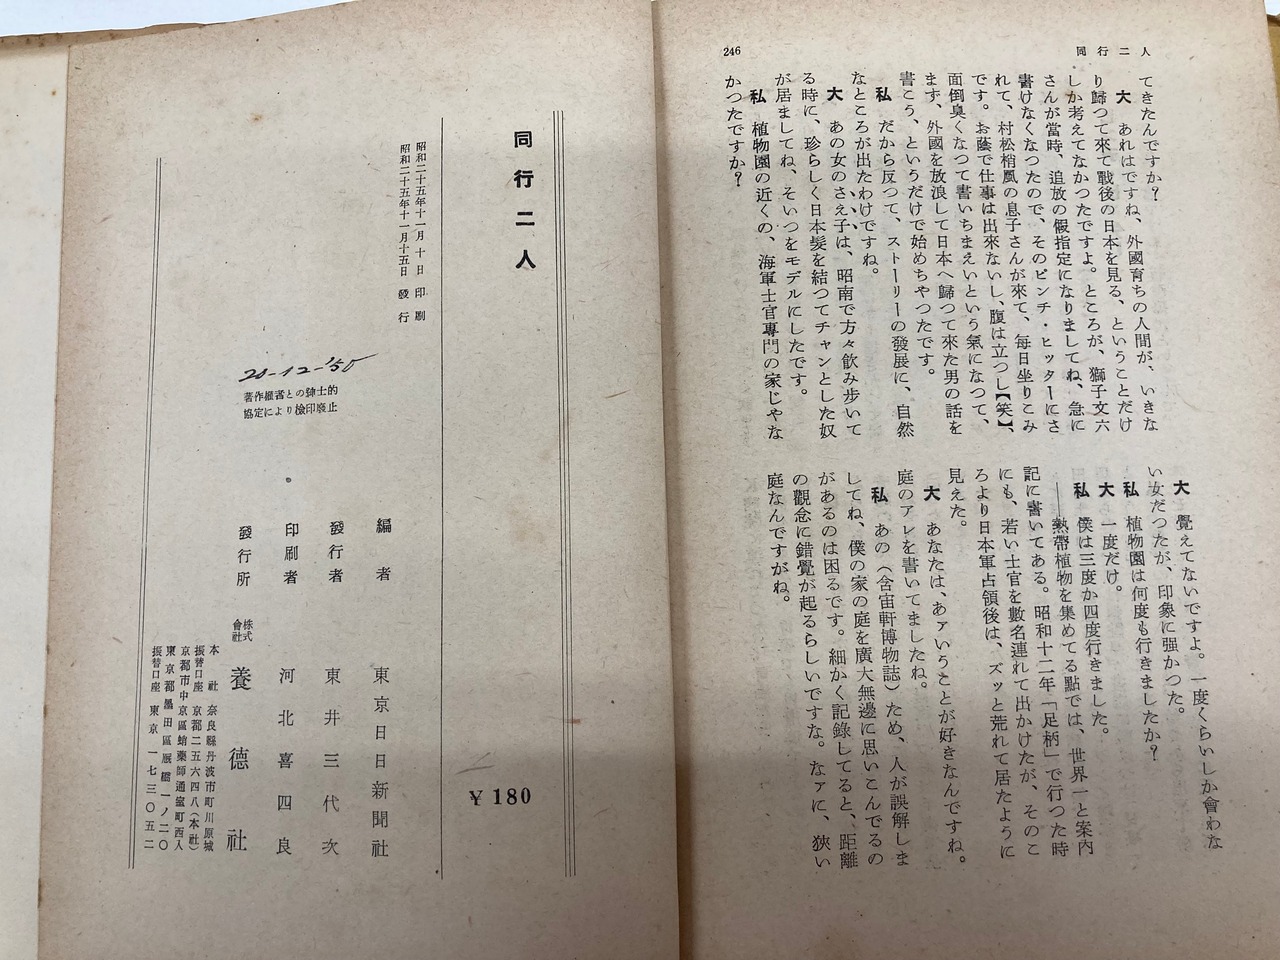 246
同行二人
てきたんですか？
大　あれはですね、外國育ちの人間が、いきな
り歸つて來て戰後の日本を見る、ということだけ
しか考えてなかつたですよ。ところが、獅子文六
さんが當時、追放の假指定になりましてね、急に
書けなくなつたので、そのピンチ・ヒッターにさ
れて、村松梢風の息子さんが來て、毎日坐りこみ
です。お蔭で仕事は出來ないし、腹は立つし【笑】、
面倒臭くなつて書いちまえいという氣になつて、
まず、外國を放浪して日本へ歸つて來た男の話を
書こう、というだけで始めちやつたです。
私　だから反つて、ストーリーの發展に、自然
なところが出たわけですね。
大　あの女のさえ子は、昭南で方々飲み歩いて
る時に、珍らしく日本髪を結つてチャンとした奴
が居ましてね、そいつをモデルにしたです。
私　植物園の近くの、海軍士官專門の家じやな
かつたですか？
大　覺えてないですよ。一度くらいしか會わな
い女だつたが、印象に强かつた。
私　植物園は何度も行きましたか？
大　一度だけ。
私　僕は三度か四度行きました。
――熱帶植物を集めてる點では、世界一と案内
記に書いてある。昭和十二年「足柄」で行つた時
にも、若い士官を數名連れて出かけたが、そのこ
ろより日本軍占領後は、ズッと荒れて居たように
見えた。
大　あなたは、あァいうことが好きなんですね。
庭のアレを書いてましたね。
私　あの（含宙軒博物誌）ため、人が誤解しま
してね、僕の家の庭を廣大無邊に思いこんでるの
があるのは困るです。細かく記錄してると、距離
の觀念に錯覺が起るらしいですな。なァに、狹い
庭なんですがね。
同行二人
昭和二十五年十一月十日　印刷
昭和二十五年十一月十五日　發行
20-12-'50
著作編者との紳士的
協定により檢印廢止
￥180
編者　東京日日新聞社
發行者　東井三代次
印刷者　河北喜四良
發行所　株式會社　養德社
本社　奈良縣丹波市町川原城
振替口座　京都二五六四八（本社）
京都市中京區蛸藥師通室町西入
東京都墨田區厩橋一ノ二〇
振替口座　東京一七三〇五二